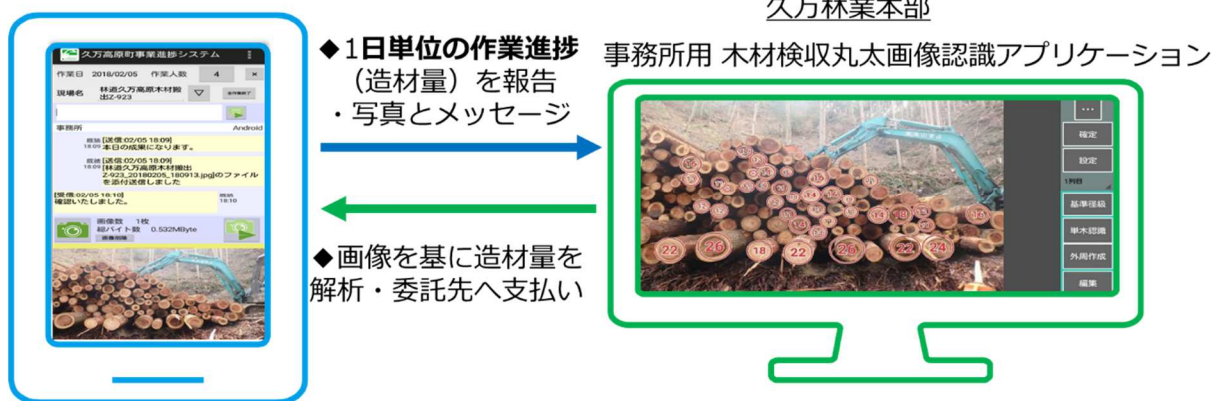 久万林業本部
事務所用 木材検収丸太画像認識アプリケーション
◆1日単位の作業進捗
（造材量）を報告
・写真とメッセージ
◆画像を基に造材量を
解析・委託先へ支払い
久万高原町事業進捗システム
作業日 2018/02/05 作業人数 4 ×
現場名 林道久万高原木材搬
出Z-923
事務所 Android
[送信:02/05 18:09]
18:09 本日の成果になります。
[送信:02/05 18:09]
18:09 [林道久万高原木材搬出
Z-923_20180205_180913.jpg]のファイル
を添付送信しました
[受信:02/05 18:10]
確認いたしました。 18:10
画像数 1枚
総バイト数 0.532MByte
...
確定
設定
1列目
基準径級
単木認識
外周作成
編集
22
26
18
22
26
22
24